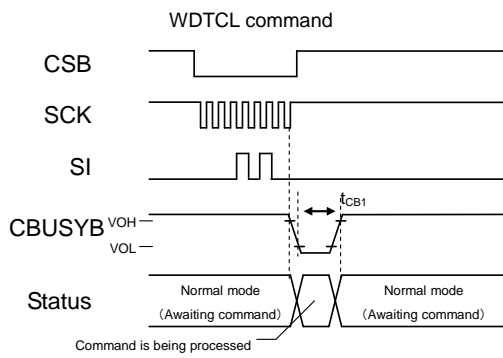 WDTCL command
CSB
SCK
SI
tCB1
CBUSYB
VOH
VOL
Status
Normal mode
（Awaiting command）
Normal mode
（Awaiting command）
Command is being processed